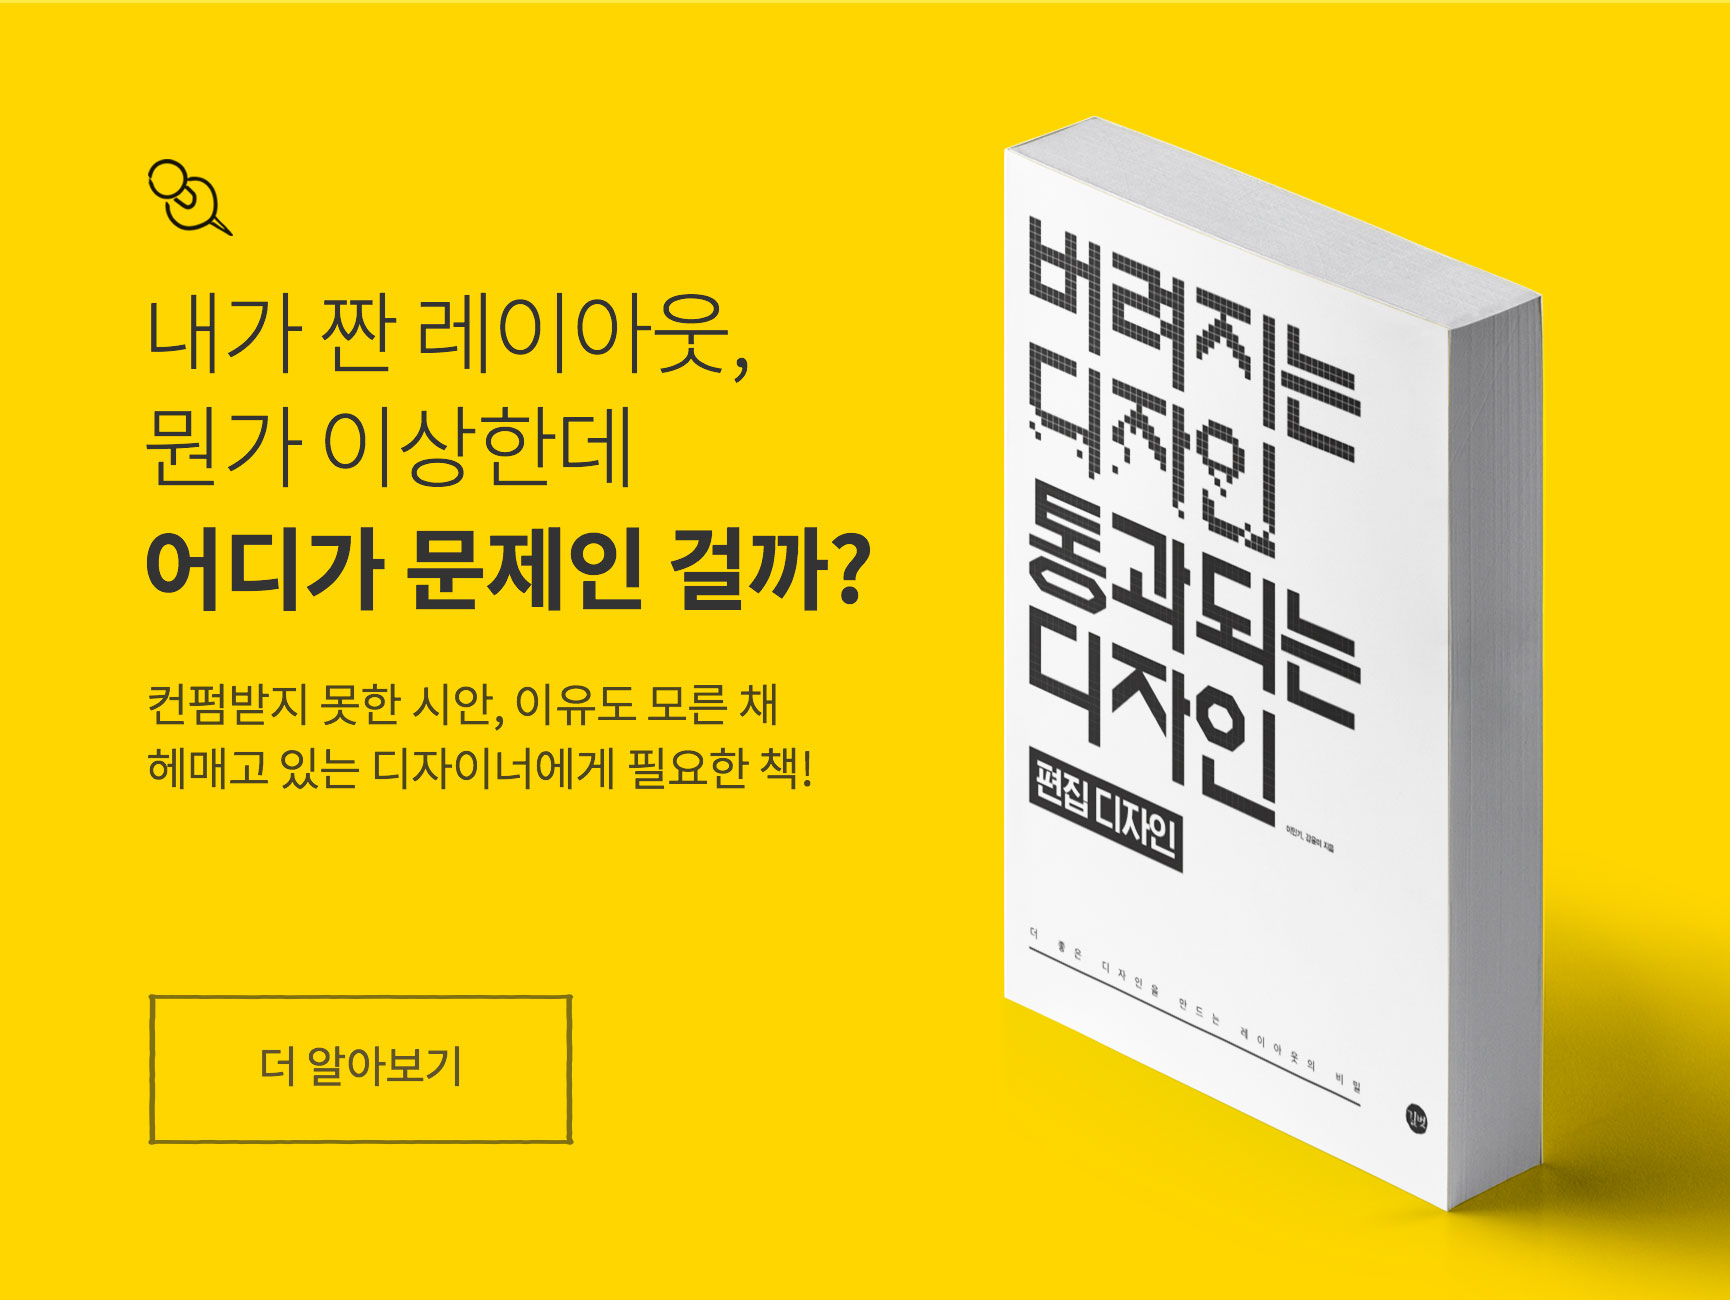 내가 짠 레이아웃,
뭔가 이상한데
어디가 문제인 걸까?
컨펌받지 못한 시안, 이유도 모른 채
헤매고 있는 디자이너에게 필요한 책!
더 알아보기
버려지는
디자인
통과되는
디자인
편집 디자인
지음
더 좋은 디자인을 만드는 레이아웃의 비밀
길벗